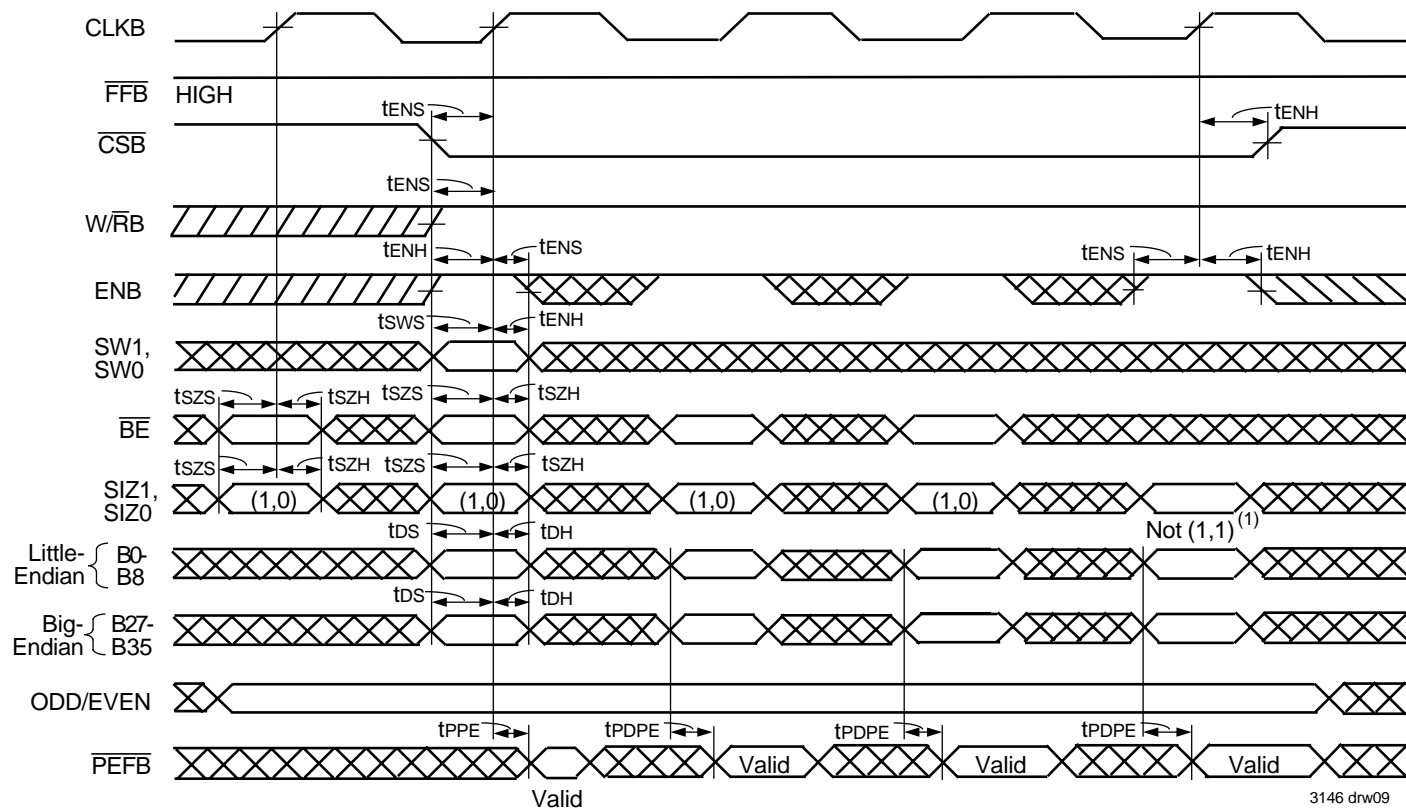 CLKB
FFB HIGH
tENS tENH
CSB
tENS
W/RB
tENH tENS tENS tENH
ENB
tSWS tENH
SW1,
SW0
tSZS tSZH tSZS tSZH
BE
tSZS tSZH tSZS tSZH
SIZ1,
SIZ0
(1,0) (1,0) (1,0) (1,0)
Not (1,1) (1)
tDS tDH
Little-Endian { B0-B8
tDS tDH
Big-Endian { B27-B35
ODD/EVEN
tPPE tPDPE tPDPE tPDPE
PEFB
Valid Valid Valid
Valid
3146 drw09